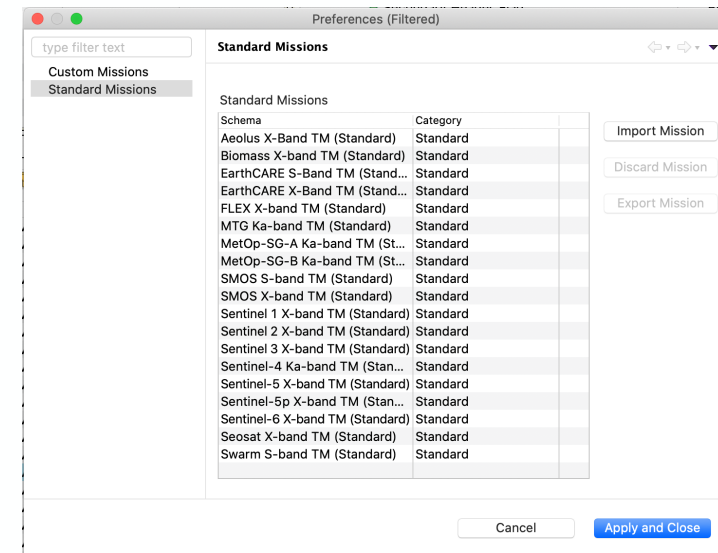 Preferences (Filtered)
type filter text
Custom Missions
Standard Missions
Standard Missions
Standard Missions
Schema Category
Aeolus X-Band TM (Standard) Standard
Biomass X-band TM (Standard) Standard
EarthCARE S-Band TM (Stand... Standard
EarthCARE X-Band TM (Stand... Standard
FLEX X-band TM (Standard) Standard
MTG Ka-band TM (Standard) Standard
MetOp-SG-A Ka-band TM (St... Standard
MetOp-SG-B Ka-band TM (St... Standard
SMOS S-band TM (Standard) Standard
SMOS X-band TM (Standard) Standard
Sentinel 1 X-band TM (Standard) Standard
Sentinel 2 X-band TM (Standard) Standard
Sentinel 3 X-band TM (Standard) Standard
Sentinel-4 Ka-band TM (Stan... Standard
Sentinel-5 X-band TM (Standard) Standard
Sentinel-5p X-band TM (Stan... Standard
Sentinel-6 X-band TM (Standard) Standard
Seosat X-band TM (Standard) Standard
Swarm S-band TM (Standard) Standard
Import Mission
Discard Mission
Export Mission
Cancel
Apply and Close